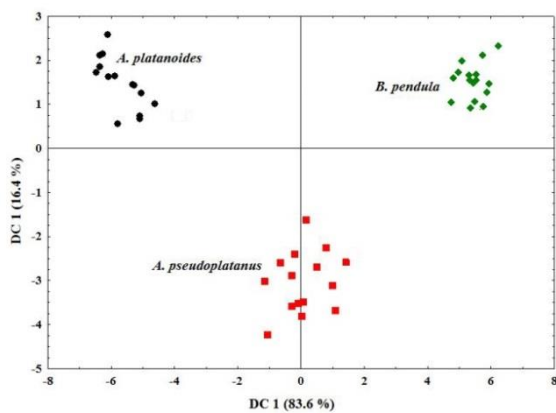 3
A. platanoides
B. pendula
2
1
0
DC 1 (16.4 %)
-1
-2
A. pseudoplatanus
-3
-4
-5
-8 -6 -4 -2 0 2 4 6 8
DC 1 (83.6 %)